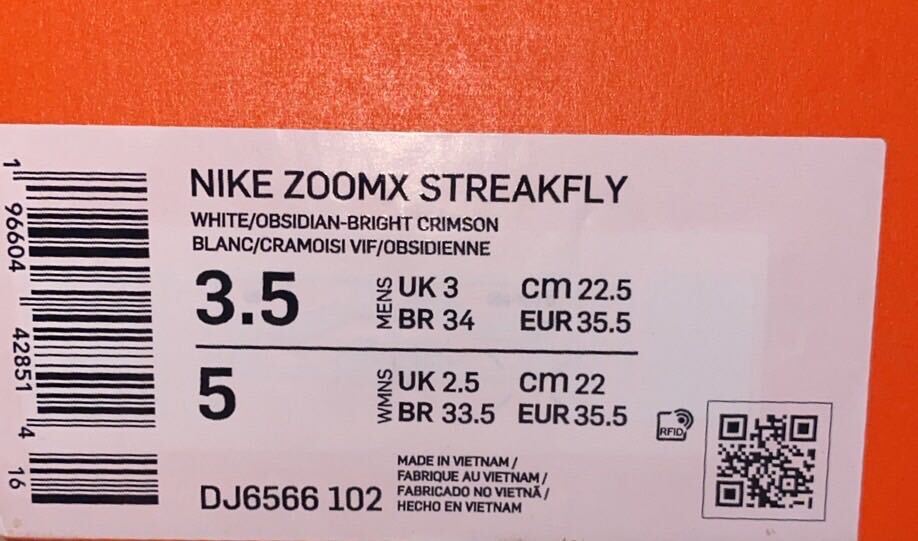 NIKE ZOOMX STREAKFLY
WHITE/OBSIDIAN-BRIGHT CRIMSON
BLANC/CRAMOISI VIF/OBSIDIENNE
3.5 MENS UK 3 CM 22.5
BR 34 EUR 35.5
5 WMNS UK 2.5 CM 22
BR 33.5 EUR 35.5
RFID
MADE IN VIETNAM /
FABRIQUE AU VIETNAM /
FABRICADO NO VIETNÃ /
HECHO EN VIETNAM
DJ6566 102
1 96604 42851 4 16